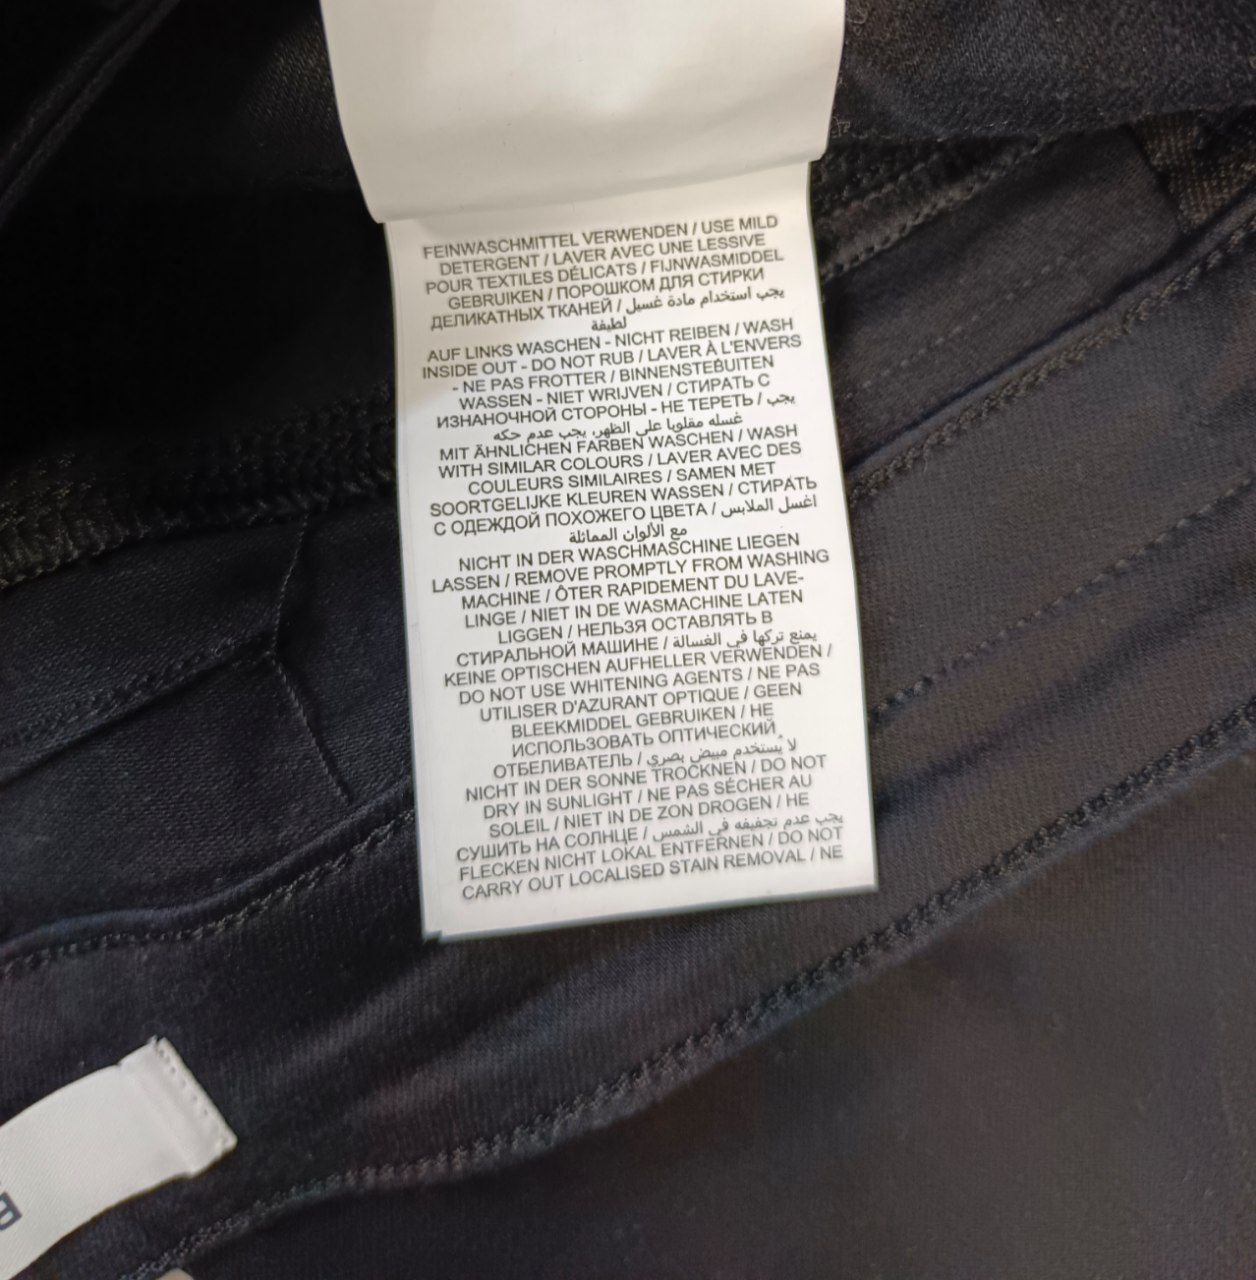 FEINWASCHMITTEL VERWENDEN / USE MILD
DETERGENT / LAVER AVEC UNE LESSIVE
POUR TEXTILES DÉLICATS / FIJNWASMIDDEL
GEBRUIKEN / ПОРОШКОМ ДЛЯ СТИРКИ
ДЕЛИКАТНЫХ ТКАНЕЙ / يجب استخدام مادة غسيل
لطيفة
AUF LINKS WASCHEN - NICHT REIBEN / WASH
INSIDE OUT - DO NOT RUB / LAVER À L'ENVERS
- NE PAS FROTTER / BINNENSTEBUITEN
WASSEN - NIET WRIJVEN / СТИРАТЬ С
ИЗНАНОЧНОЙ СТОРОНЫ - НЕ ТЕРЕТЬ / يجب
غسله مقلوبا على الظهر، يجب عدم حكه
MIT ÄHNLICHEN FARBEN WASCHEN / WASH
WITH SIMILAR COLOURS / LAVER AVEC DES
COULEURS SIMILAIRES / SAMEN MET
SOORTGELIJKE KLEUREN WASSEN / СТИРАТЬ
С ОДЕЖДОЙ ПОХОЖЕГО ЦВЕТА / اغسل الملابس
مع الألوان المماثلة
NICHT IN DER WASCHMASCHINE LIEGEN
LASSEN / REMOVE PROMPTLY FROM WASHING
MACHINE / ÔTER RAPIDEMENT DU LAVE-
LINGE / NIET IN DE WASMACHINE LATEN
LIGGEN / НЕЛЬЗЯ ОСТАВЛЯТЬ В
СТИРАЛЬНОЙ МАШИНЕ / يمنع تركها في الغسالة
KEINE OPTISCHEN AUFHELLER VERWENDEN /
DO NOT USE WHITENING AGENTS / NE PAS
UTILISER D'AZURANT OPTIQUE / GEEN
BLEEKMIDDEL GEBRUIKEN / НЕ
ИСПОЛЬЗОВАТЬ ОПТИЧЕСКИЙ
ОТБЕЛИВАТЕЛЬ / لا يُستخدم مبيض بصري
NICHT IN DER SONNE TROCKNEN / DO NOT
DRY IN SUNLIGHT / NE PAS SÉCHER AU
SOLEIL / NIET IN DE ZON DROGEN / НЕ
СУШИТЬ НА СОЛНЦЕ / يجب عدم تجفيفه في الشمس
FLECKEN NICHT LOKAL ENTFERNEN / DO NOT
CARRY OUT LOCALISED STAIN REMOVAL / NE